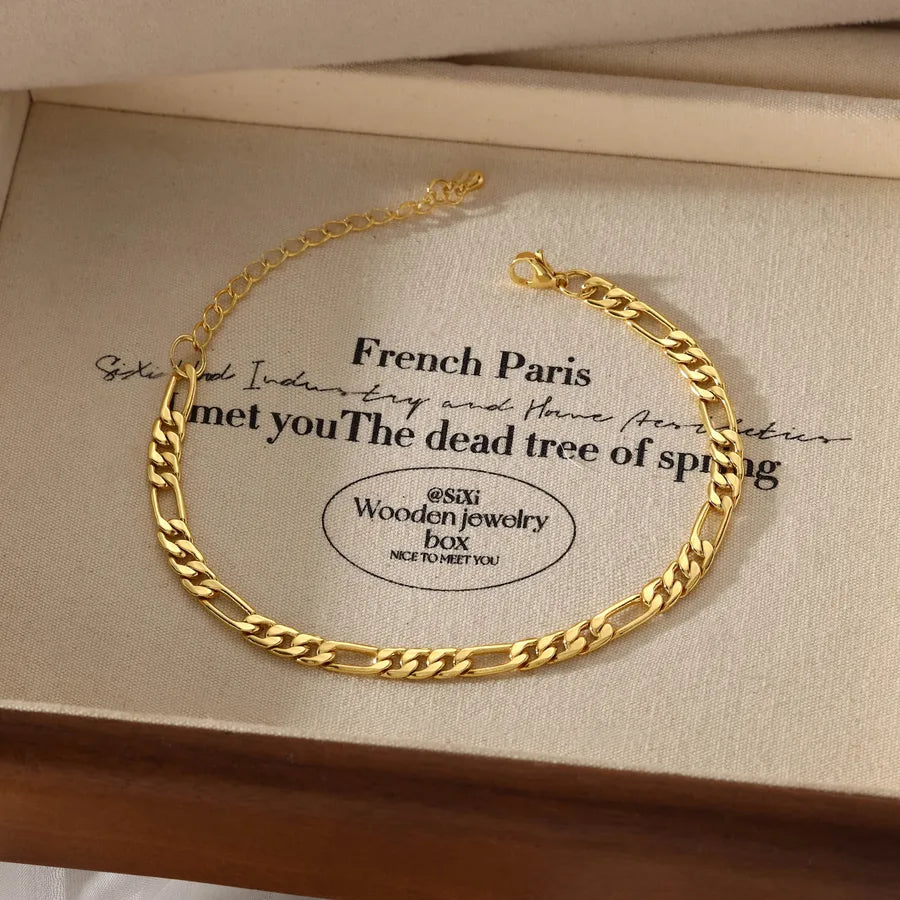 French Paris
SiXi and Industry and Home Aesthetics
I met youThe dead tree of spring
@SiXi
Wooden jewelry
box
NICE TO MEET YOU